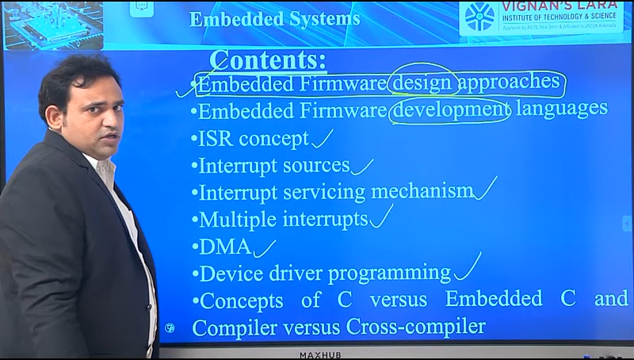 Embedded Systems
VIGNAN'S LARA
INSTITUTE OF TECHNOLOGY & SCIENCE
Contents:
•Embedded Firmware design approaches
•Embedded Firmware development languages
•ISR concept
•Interrupt sources
•Interrupt servicing mechanism
•Multiple interrupts
•DMA
•Device driver programming
•Concepts of C versus Embedded C and
Compiler versus Cross-compiler
MAXHUB